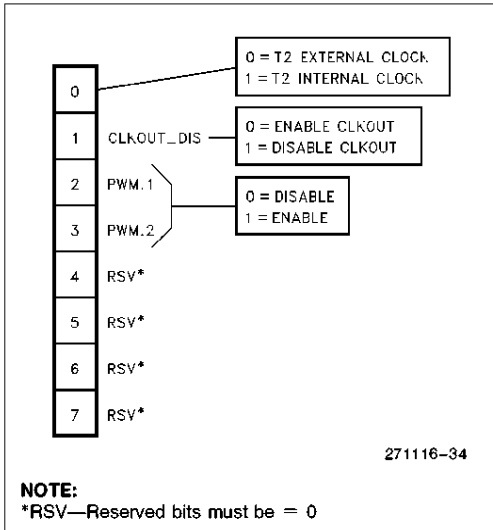 0 = T2 EXTERNAL CLOCK
1 = T2 INTERNAL CLOCK
0
1 CLKOUT_DIS
0 = ENABLE CLKOUT
1 = DISABLE CLKOUT
2 PWM.1
3 PWM.2
0 = DISABLE
1 = ENABLE
4 RSV*
5 RSV*
6 RSV*
7 RSV*
271116–34
NOTE:
*RSV—Reserved bits must be = 0